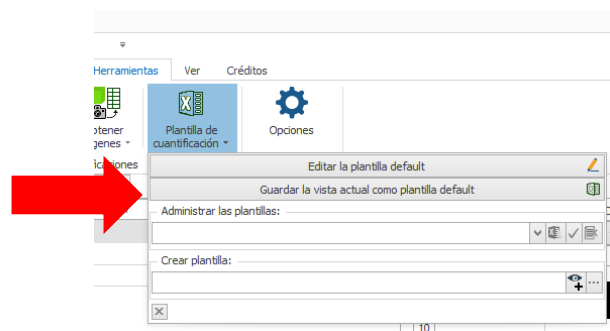 Herramientas Ver Créditos
Plantilla de
cuantificación
Opciones
Editar la plantilla default
Guardar la vista actual como plantilla default
Administrar las plantillas:
Crear plantilla:
10